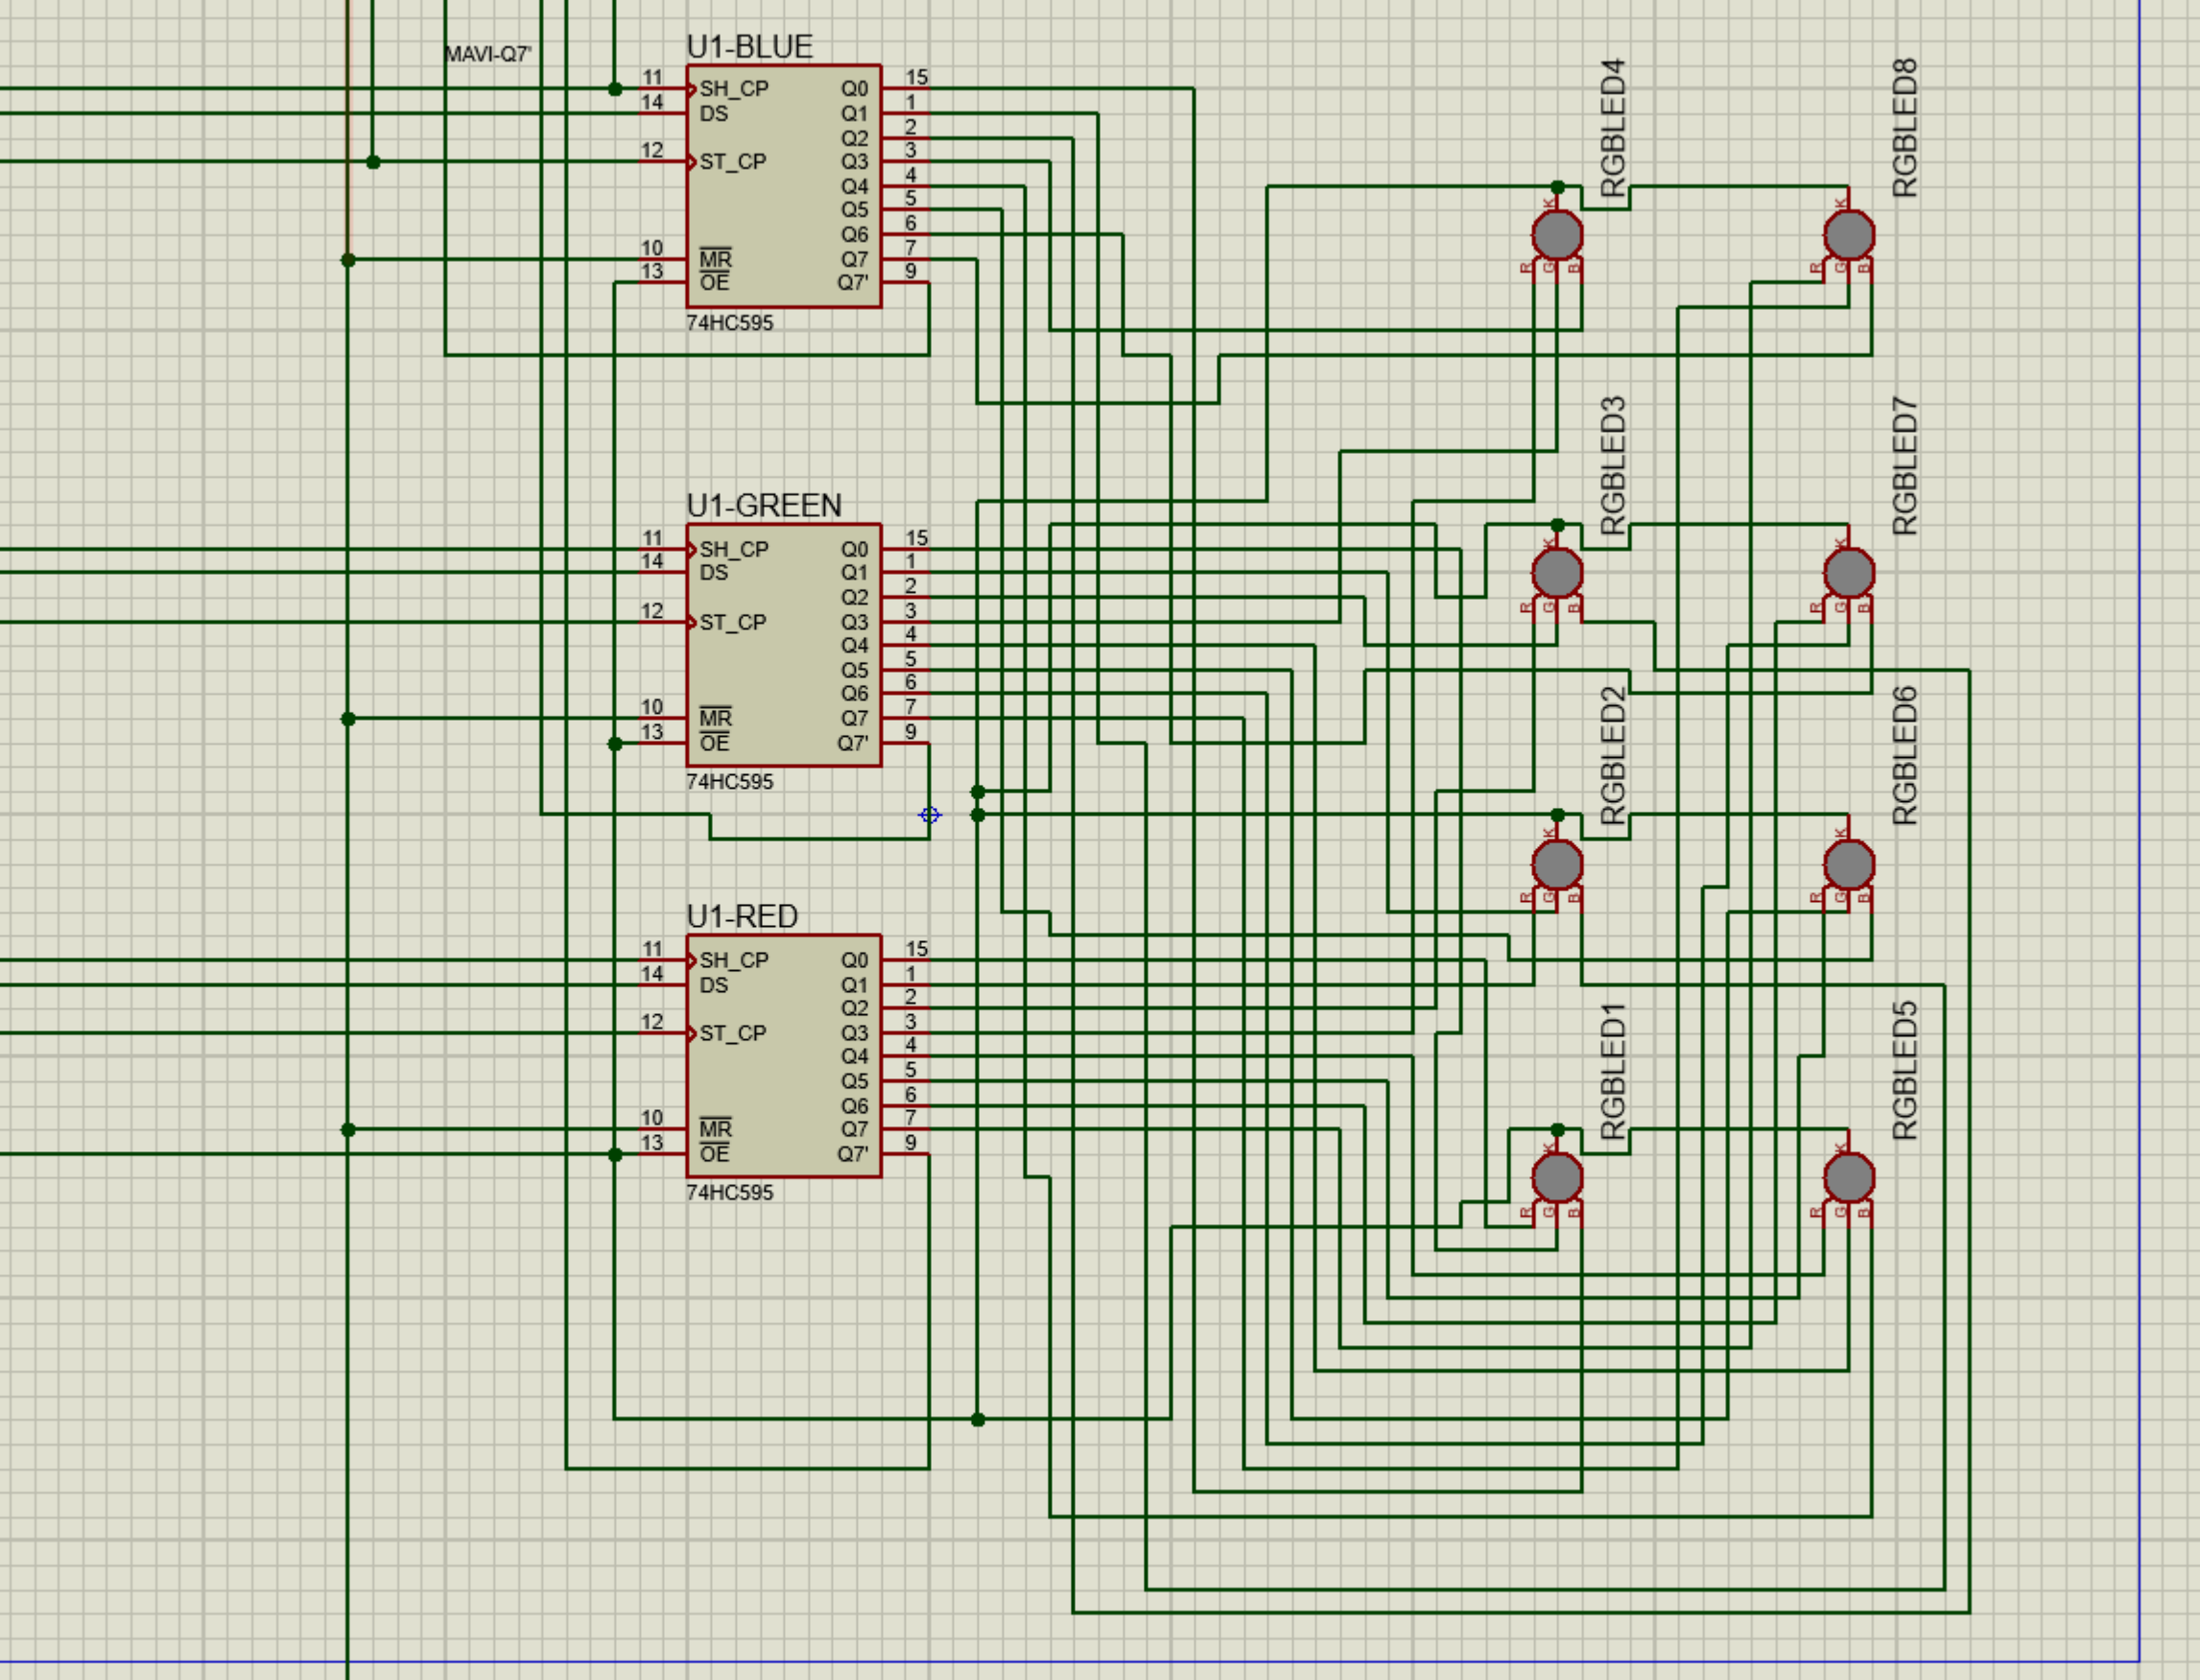 MAVI-Q7'
U1-BLUE
11 SH_CP Q0 15
14 DS Q1 1
Q2 2
12 ST_CP Q3 3
Q4 4
Q5 5
Q6 6
10 MR Q7 7
13 OE Q7' 9
74HC595
RGBLED4
K
R G B
RGBLED8
K
R G B
U1-GREEN
11 SH_CP Q0 15
14 DS Q1 1
Q2 2
12 ST_CP Q3 3
Q4 4
Q5 5
Q6 6
10 MR Q7 7
13 OE Q7' 9
74HC595
RGBLED3
K
R G B
RGBLED7
K
R G B
RGBLED2
K
R G B
RGBLED6
K
R G B
U1-RED
11 SH_CP Q0 15
14 DS Q1 1
Q2 2
12 ST_CP Q3 3
Q4 4
Q5 5
Q6 6
10 MR Q7 7
13 OE Q7' 9
74HC595
RGBLED1
K
R G B
RGBLED5
K
R G B